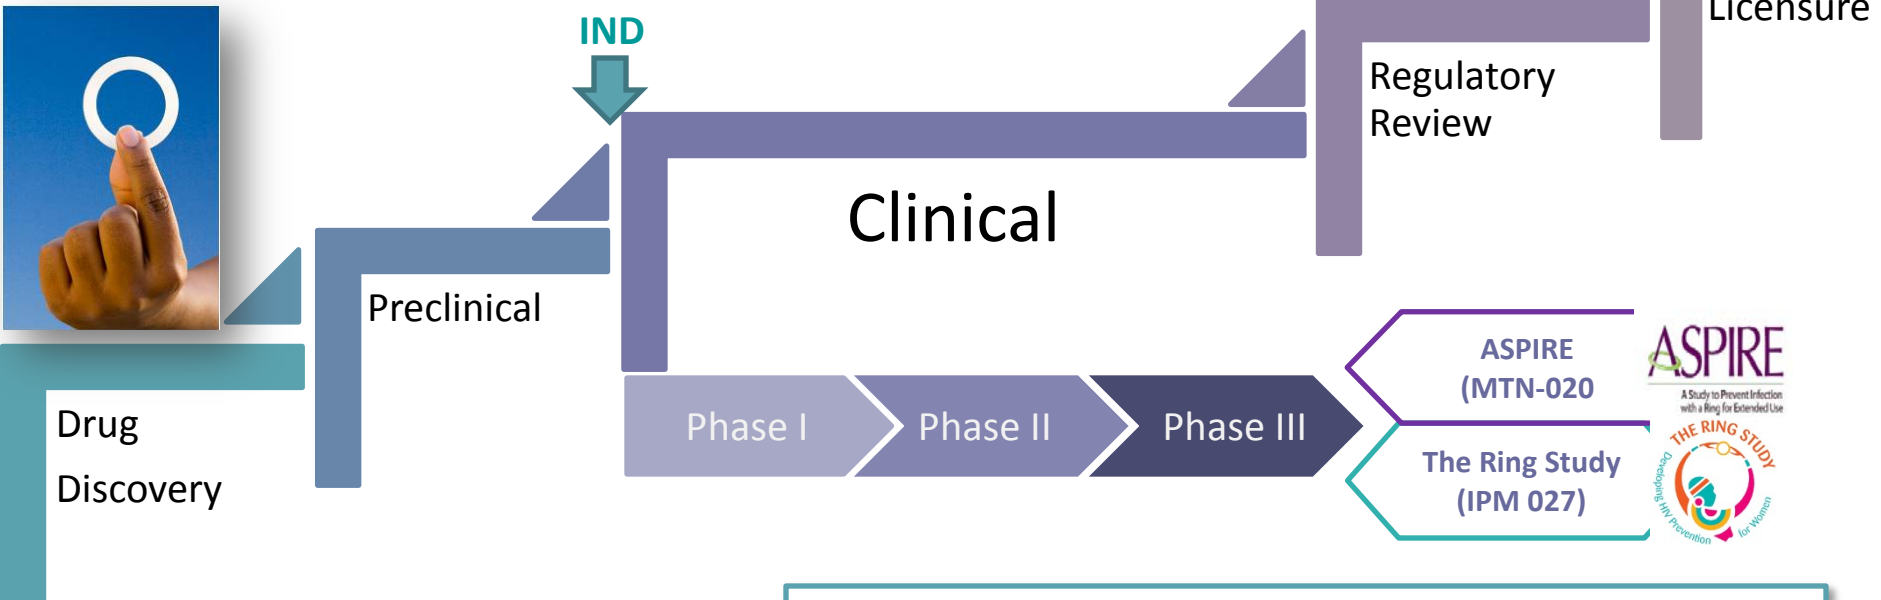 Licensure
IND
Regulatory
Review
Clinical
Preclinical
Drug
Discovery
Phase I
Phase II
Phase III
ASPIRE
(MTN-020
The Ring Study
(IPM 027)
ASPIRE
A Study to Prevent Infection
with a Ring for Extended Use
THE RING STUDY
Developing HIV Prevention for Women